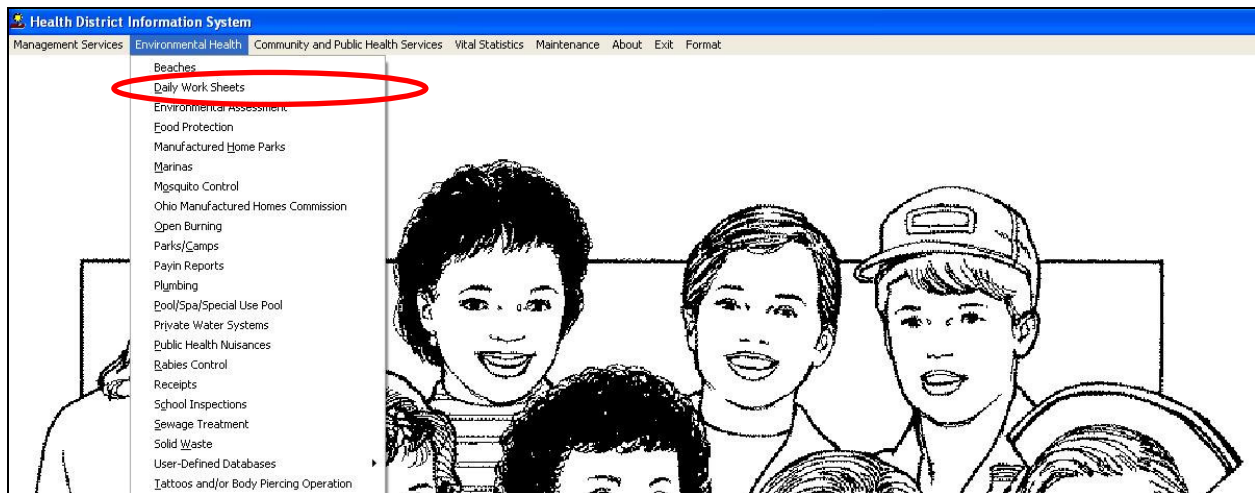 Health District Information System
Management Services Environmental Health Community and Public Health Services Vital Statistics Maintenance About Exit Format
Beaches
Daily Work Sheets
Environmental Assessment
Food Protection
Manufactured Home Parks
Marinas
Mosquito Control
Ohio Manufactured Homes Commission
Open Burning
Parks/Camps
Payin Reports
Plumbing
Pool/Spa/Special Use Pool
Private Water Systems
Public Health Nuisances
Rabies Control
Receipts
School Inspections
Sewage Treatment
Solid Waste
User-Defined Databases
Tattoos and/or Body Piercing Operation